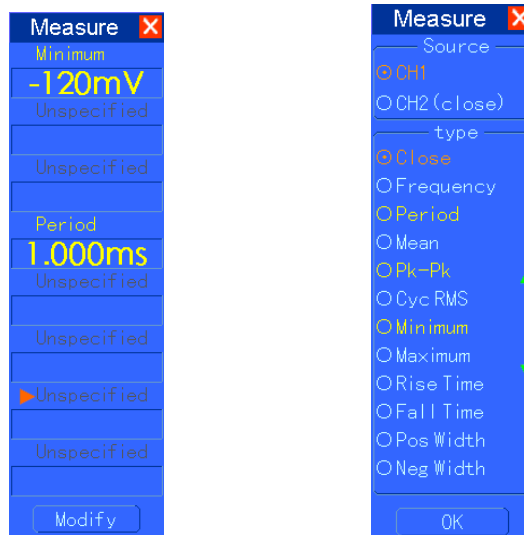 Measure X
Minimum
-120mV
Unspecified
Unspecified
Period
1.000ms
Unspecified
Unspecified
Unspecified
Unspecified
Modify
Measure X
Source
CH1
CH2(close)
type
Close
Frequency
Period
Mean
Pk-Pk
Cyc RMS
Minimum
Maximum
Rise Time
Fall Time
Pos Width
Neg Width
OK